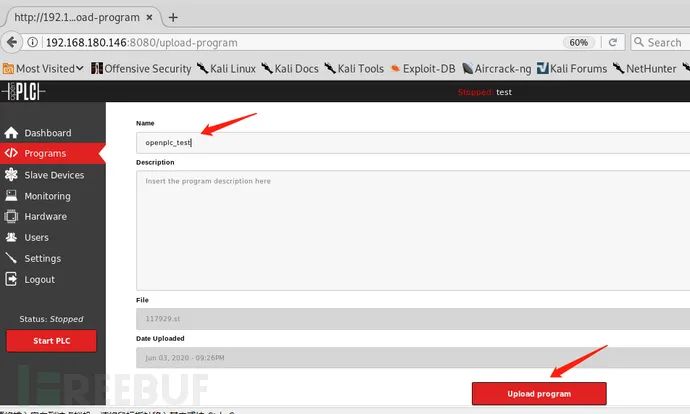 http://192.1...oad-program
192.168.180.146:8080/upload-program
60%
Search
Most Visited
Offensive Security
Kali Linux
Kali Docs
Kali Tools
Exploit-DB
Aircrack-ng
Kali Forums
NetHunter
PLC
Stopped: test
Dashboard
Programs
Slave Devices
Monitoring
Hardware
Users
Settings
Logout
Status: Stopped
Start PLC
Name
openplc_test
Description
Insert the program description here
File
117929.st
Date Uploaded
Jun 03, 2020 - 09:26PM
Upload program
FREEBUF